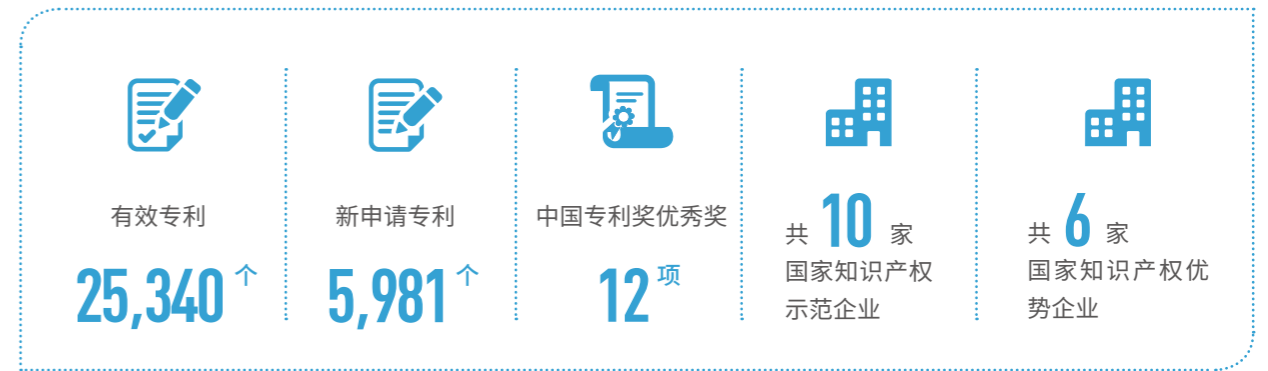 有效专利
25,340 个
新申请专利
5,981 个
中国专利奖优秀奖
12 项
共 10 家
国家知识产权
示范企业
共 6 家
国家知识产权优
势企业